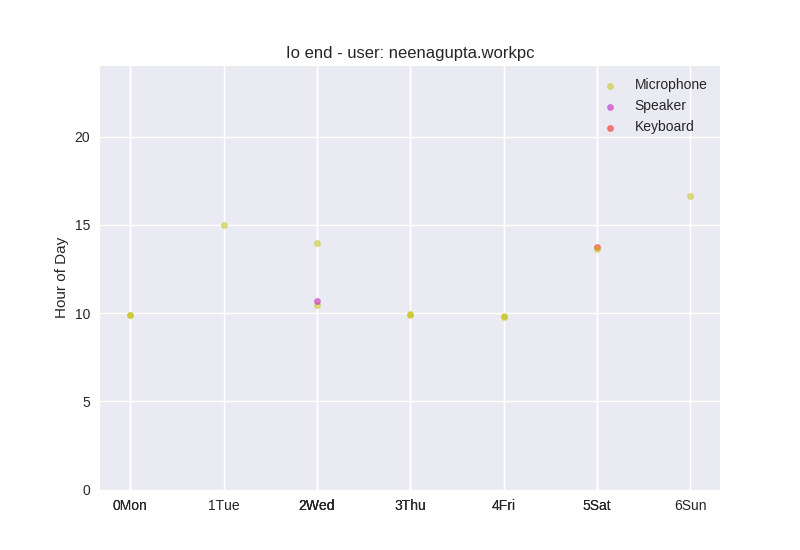 Io end - user: neenagupta.workpc
Microphone
Speaker
Keyboard
Hour of Day
20
15
10
5
0
0Mon 1Tue 2Wed 3Thu 4Fri 5Sat 6Sun